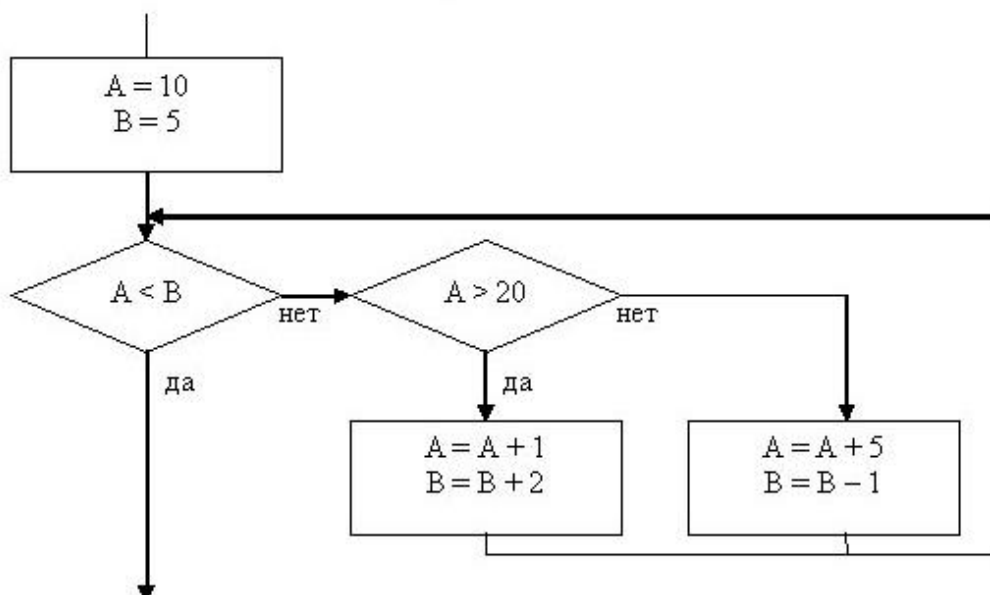 A = 10
B = 5
A < B
нет
A > 20
нет
да
да
A = A + 1
B = B + 2
A = A + 5
B = B – 1